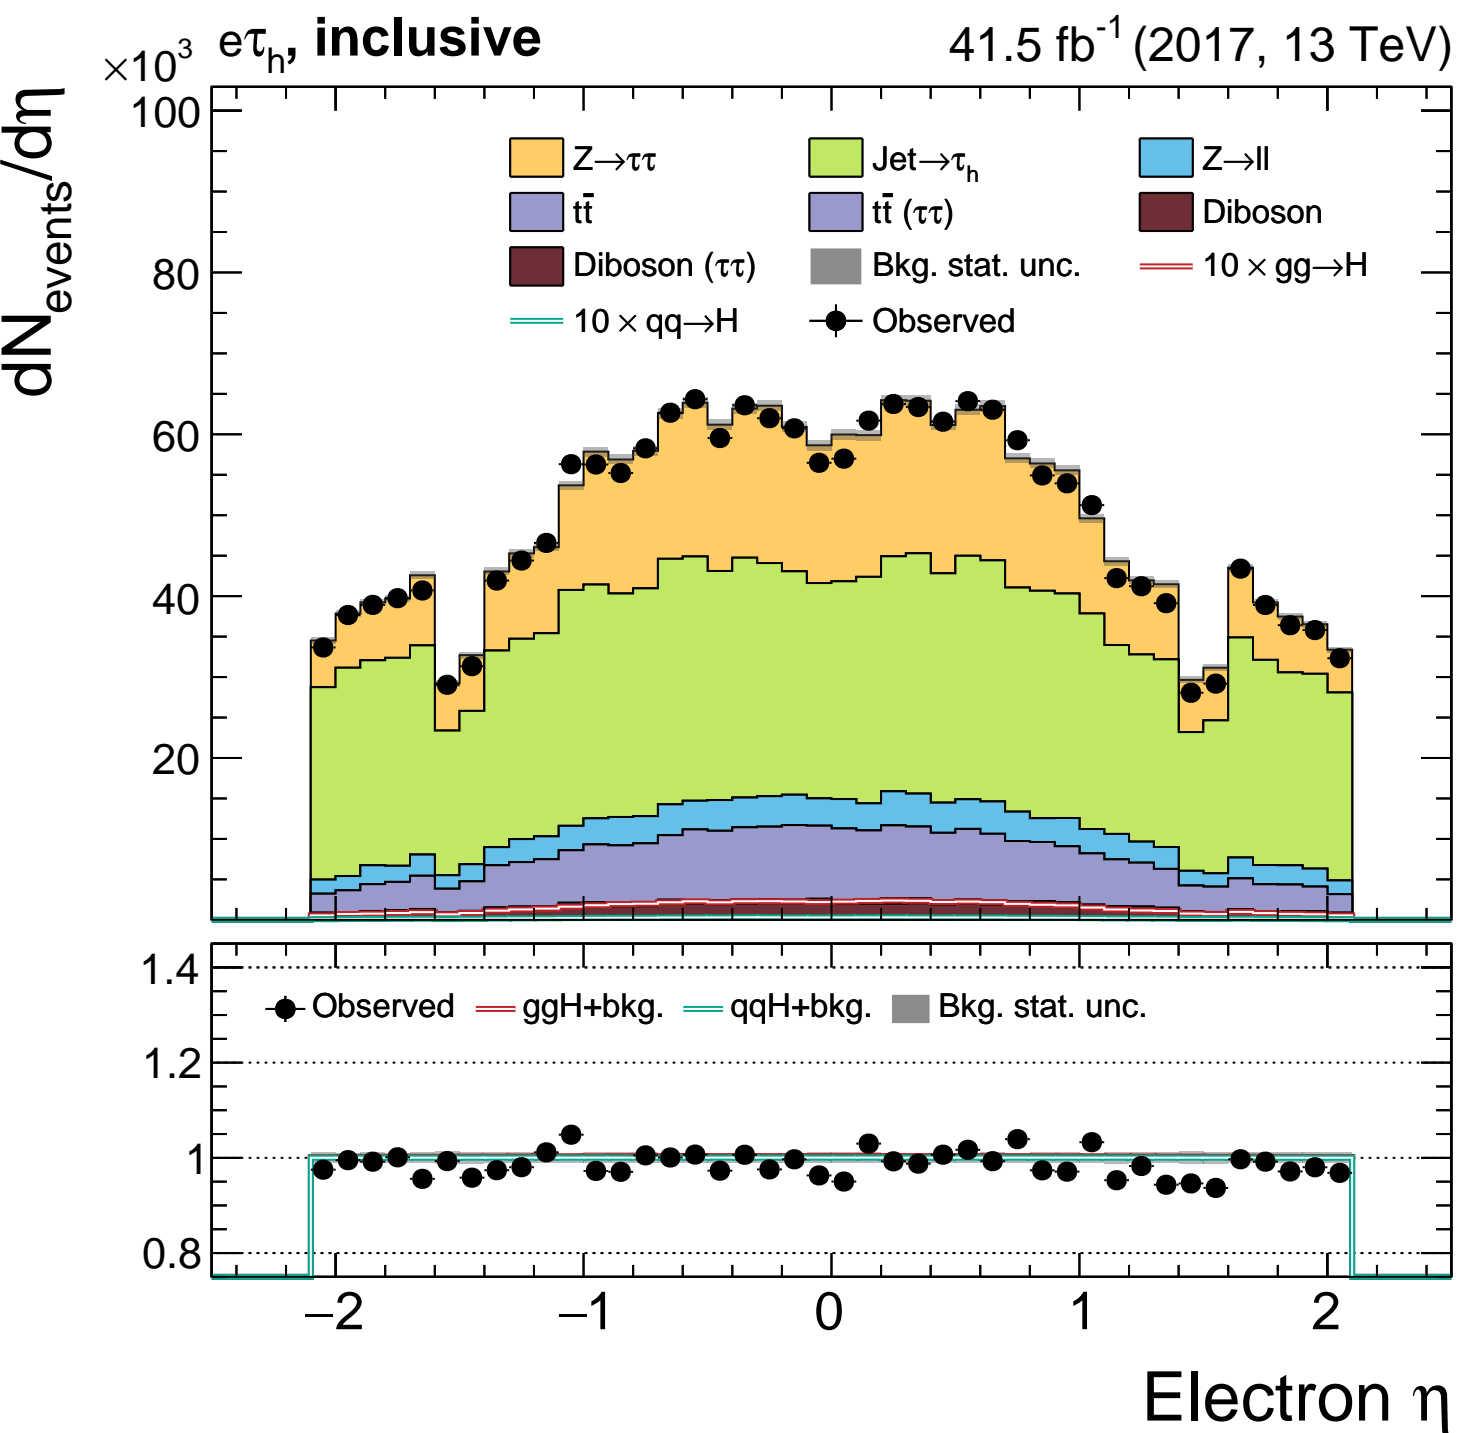 ×10³ eτₕ, inclusive 41.5 fb⁻¹ (2017, 13 TeV)
dN_events/dη
100
80
60
40
20
Z→ττ Jet→τₕ Z→ll
tt̄ tt̄ (ττ) Diboson
Diboson (ττ) Bkg. stat. unc. 10 × gg→H
10 × qq→H Observed
1.4
1.2
1
0.8
Observed ggH+bkg. qqH+bkg. Bkg. stat. unc.
−2 −1 0 1 2
Electron η